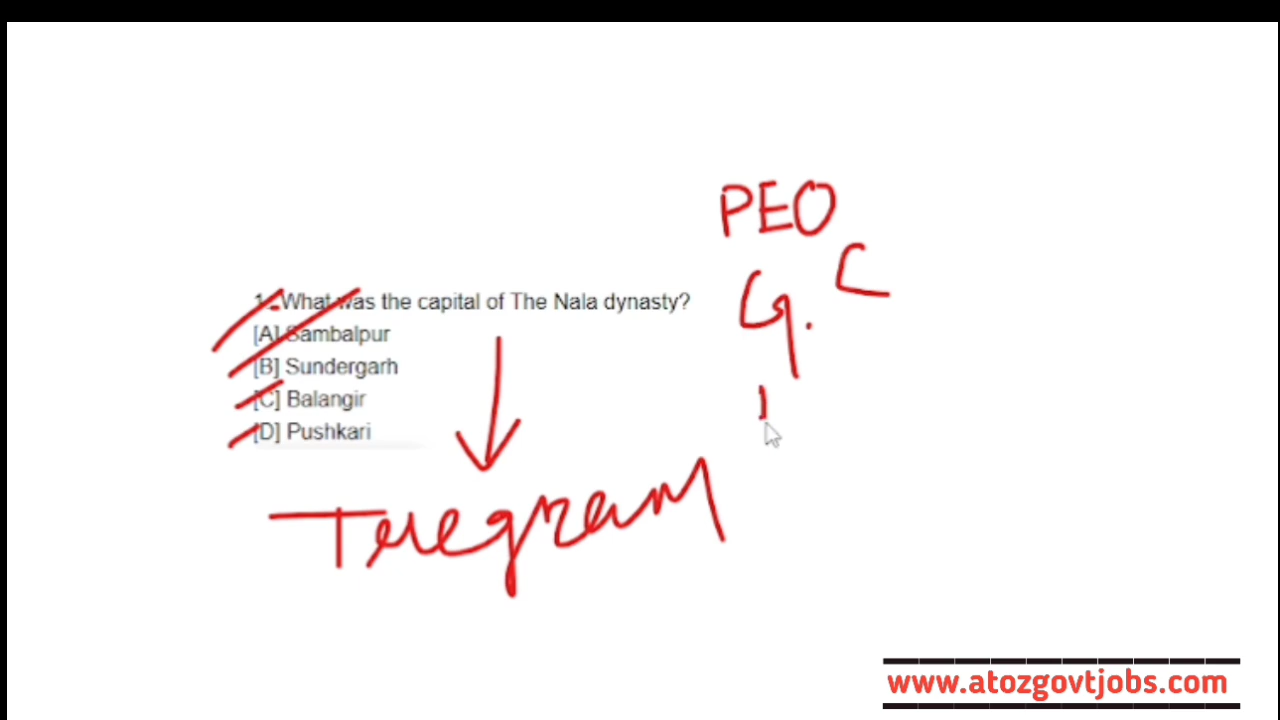 PEO
C
1. What was the capital of The Nala dynasty?
G.
[A] Sambalpur
[B] Sundergarh
[C] Balangir
[D] Pushkari
Telegram
www.atozgovtjobs.com